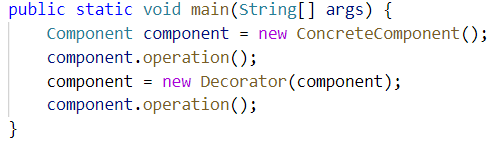 public static void main(String[] args) {
    Component component = new ConcreteComponent();
    component.operation();
    component = new Decorator(component);
    component.operation();
}